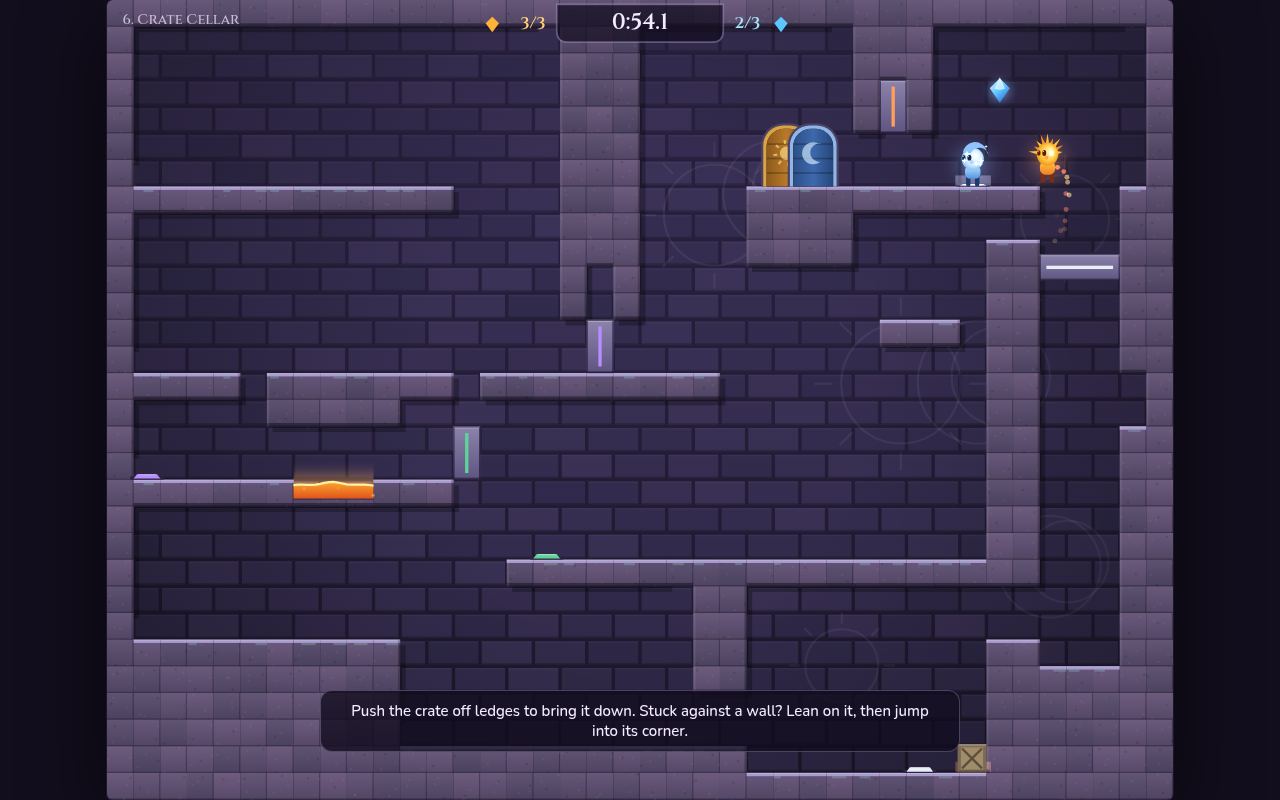 6. Crate Cellar
3/3
0:54.1
2/3
Push the crate off ledges to bring it down. Stuck against a wall? Lean on it, then jump
into its corner.